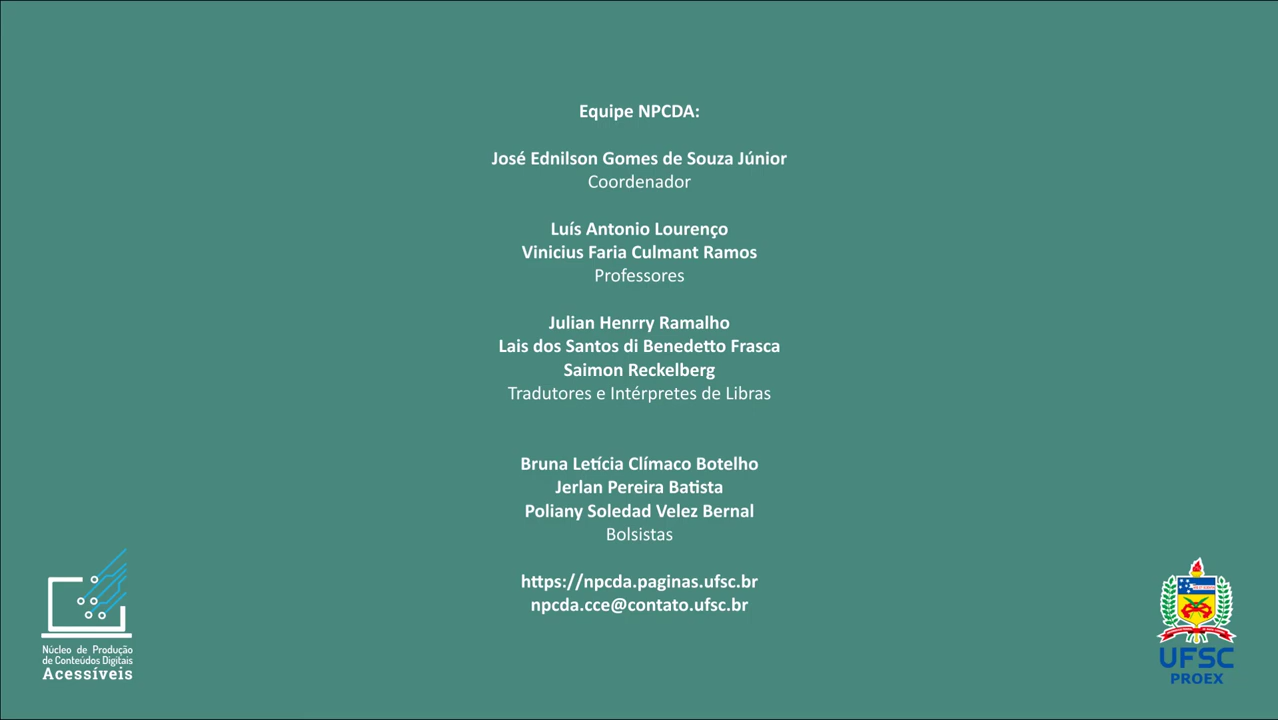 Equipe NPCDA:
José Ednilson Gomes de Souza Júnior
Coordenador
Luís Antonio Lourenço
Vinicius Faria Culmant Ramos
Professores
Julian Henrry Ramalho
Lais dos Santos di Benedetto Frasca
Saimon Reckelberg
Tradutores e Intérpretes de Libras
Bruna Letícia Clímaco Botelho
Jerlan Pereira Batista
Poliany Soledad Velez Bernal
Bolsistas
https://npcda.paginas.ufsc.br
npcda.cce@contato.ufsc.br
Núcleo de Produção
de Conteúdos Digitais
Acessíveis
UFSC
PROEX